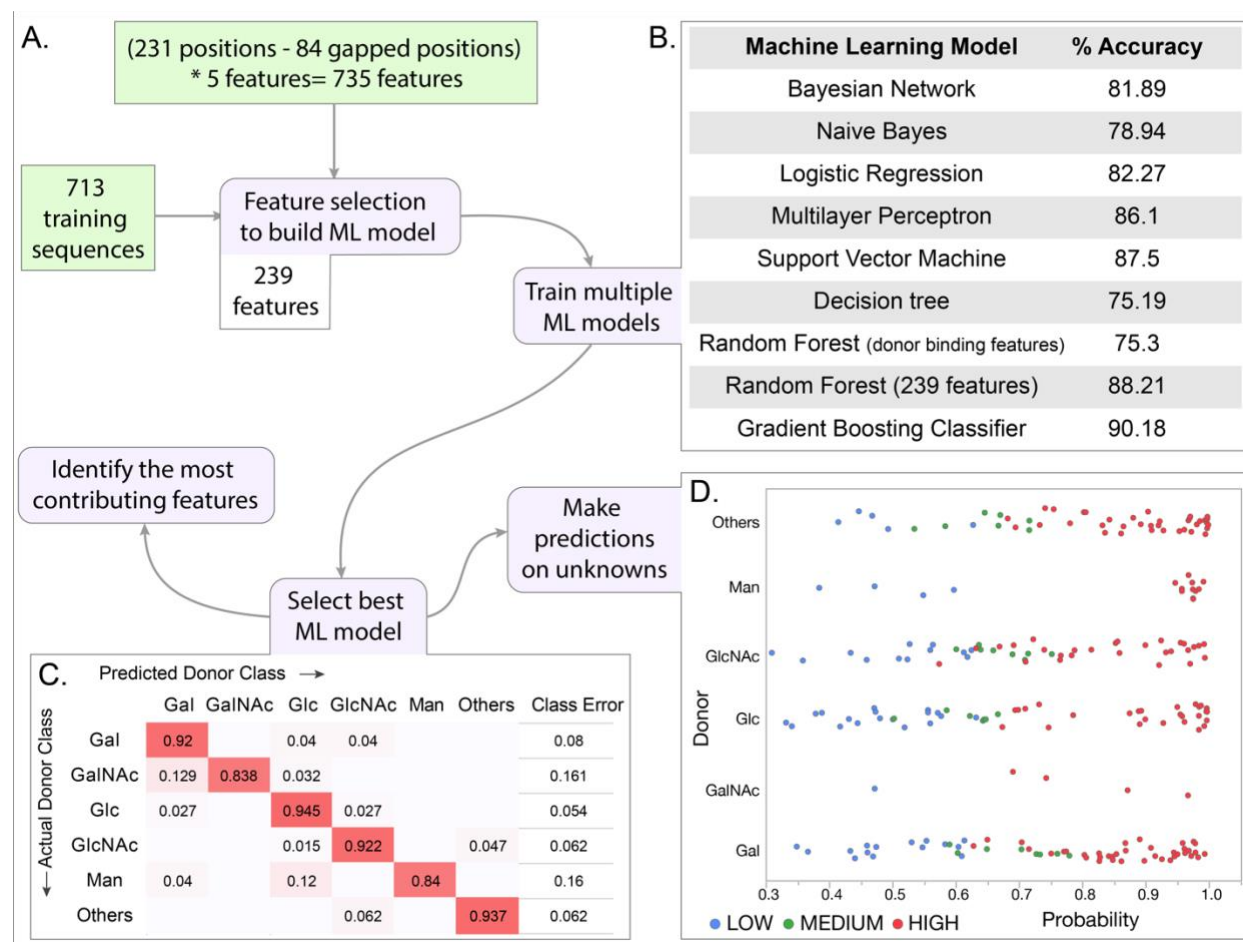 A.
(231 positions - 84 gapped positions)
* 5 features= 735 features
713
training
sequences
Feature selection
to build ML model
239
features
Train multiple
ML models
Identify the most
contributing features
Make
predictions
on unknowns
Select best
ML model
B.
Machine Learning Model % Accuracy
Bayesian Network 81.89
Naive Bayes 78.94
Logistic Regression 82.27
Multilayer Perceptron 86.1
Support Vector Machine 87.5
Decision tree 75.19
Random Forest (donor binding features) 75.3
Random Forest (239 features) 88.21
Gradient Boosting Classifier 90.18
C.
Predicted Donor Class
Actual Donor Class
Gal GalNAc Glc GlcNAc Man Others Class Error
Gal 0.92 0.04 0.04 0.08
GalNAc 0.129 0.838 0.032 0.161
Glc 0.027 0.945 0.027 0.054
GlcNAc 0.015 0.922 0.047 0.062
Man 0.04 0.12 0.84 0.16
Others 0.062 0.937 0.062
D.
Donor
Others
Man
GlcNAc
Glc
GalNAc
Gal
0.3 0.4 0.5 0.6 0.7 0.8 0.9 1.0
LOW MEDIUM HIGH Probability